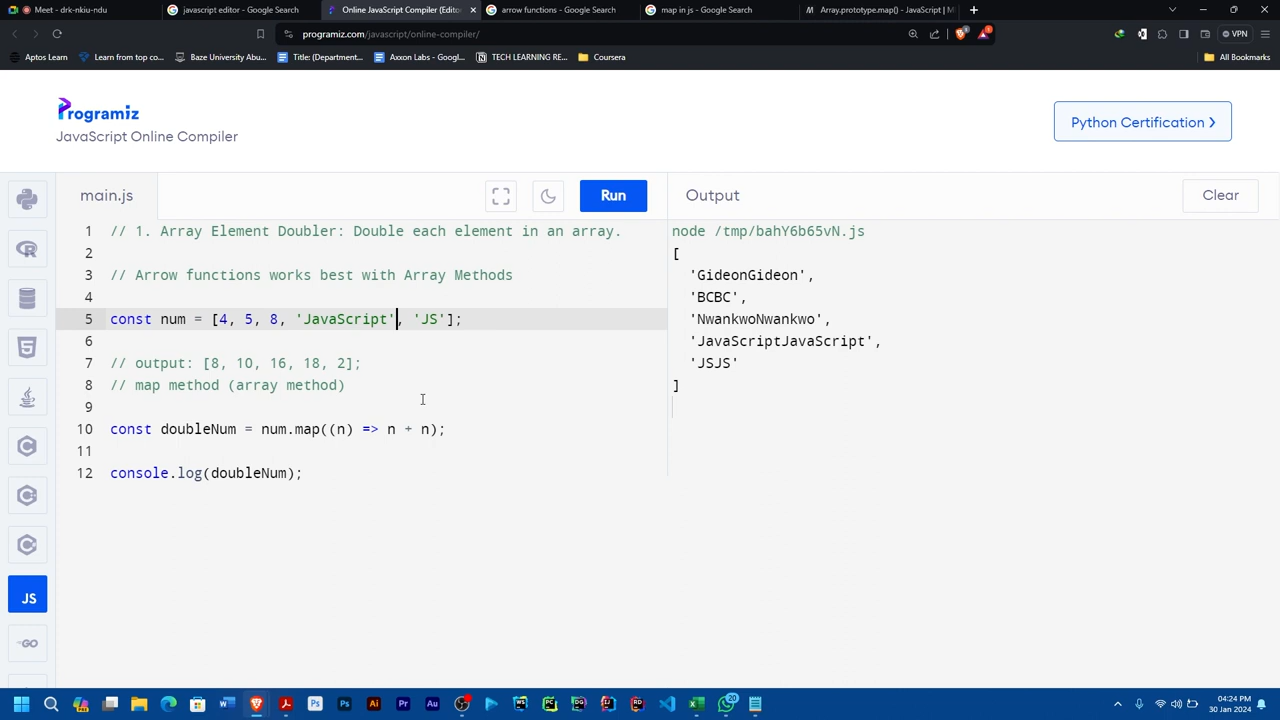 Meet - drk-nkiu-ndu
javascript editor - Google Search
Online JavaScript Compiler (Editor
arrow functions - Google Search
map in js - Google Search
Array.prototype.map() - JavaScript | M
programiz.com/javascript/online-compiler/
VPN
Aptos Learn
Learn from top co...
Baze University Abu...
Title: (Department...
Axxon Labs - Googl...
TECH LEARNING RE...
Coursera
All Bookmarks
Programiz
JavaScript Online Compiler
Python Certification
main.js
Run
Output
Clear
1 // 1. Array Element Doubler: Double each element in an array.
2
3 // Arrow functions works best with Array Methods
4
5 const num = [4, 5, 8, 'JavaScript', 'JS'];
6
7 // output: [8, 10, 16, 18, 2];
8 // map method (array method)
9
10 const doubleNum = num.map((n) => n + n);
11
12 console.log(doubleNum);
node /tmp/bahY6b65vN.js
[
'GideonGideon',
'BCBC',
'NwankwoNwankwo',
'JavaScriptJavaScript',
'JSJS'
]
JS
GO
20
04:24 PM
30 Jan 2024